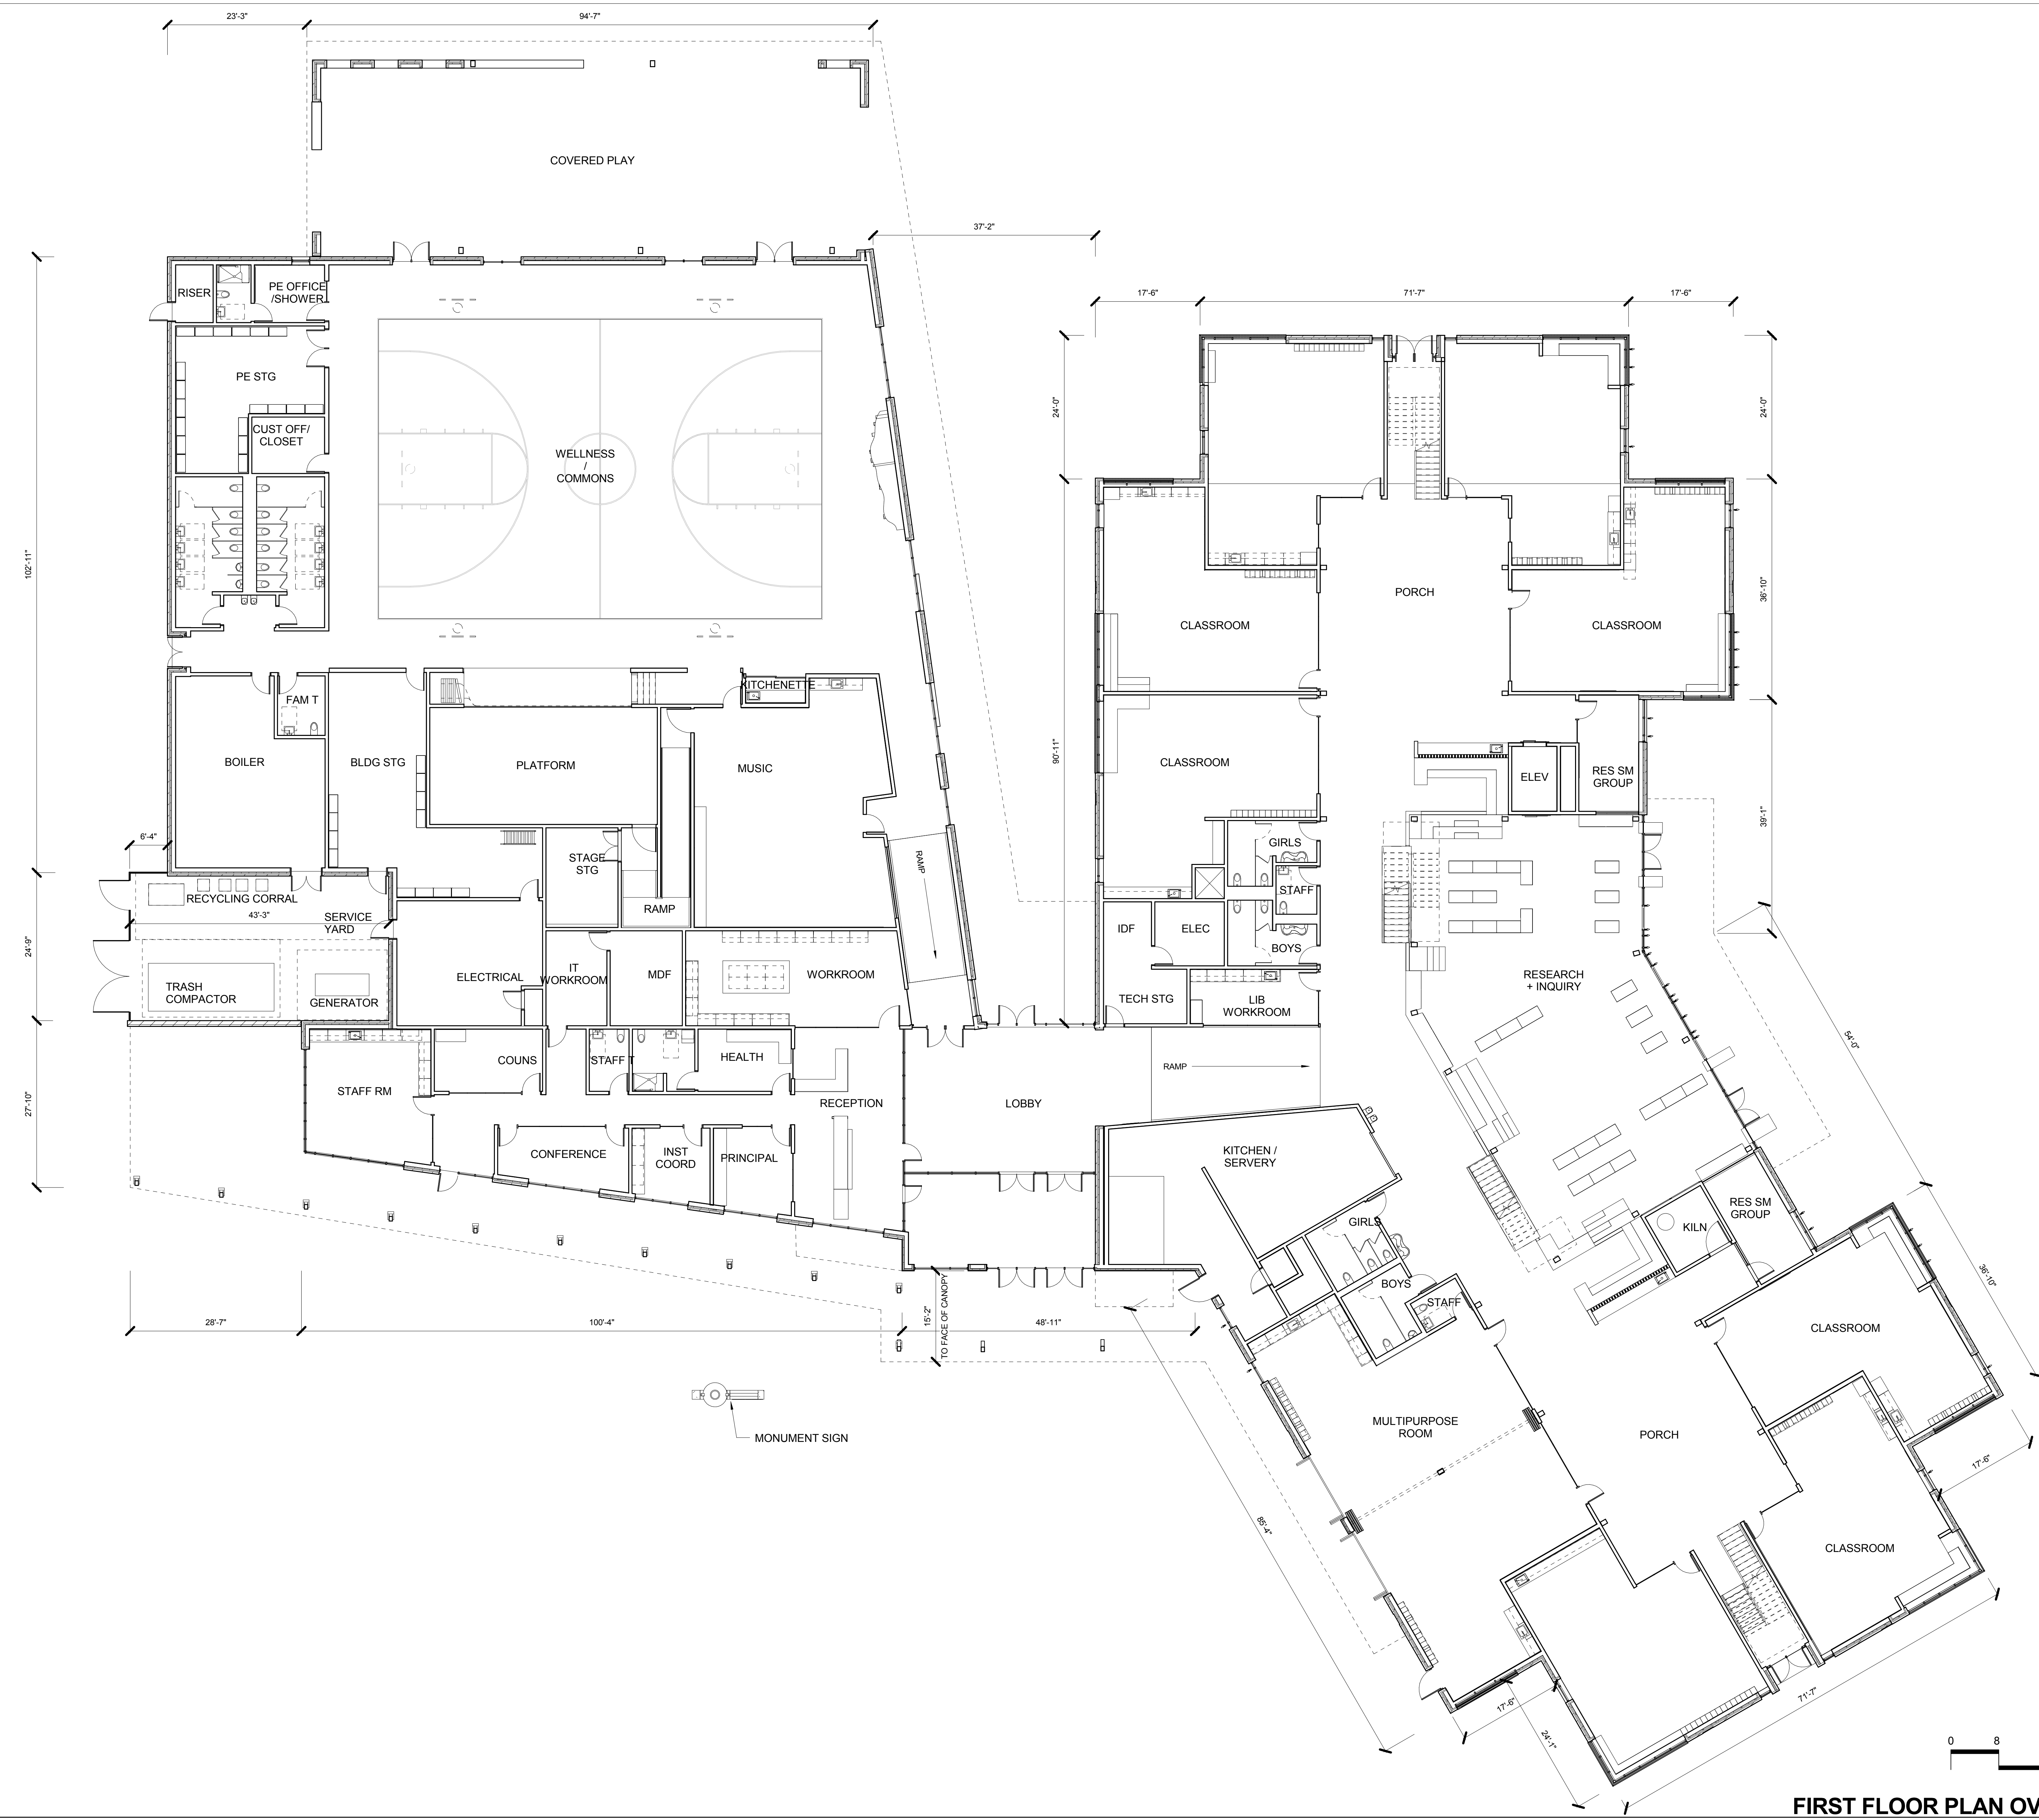 23'-3"
94'-7"
COVERED PLAY
37'-2"
17'-6"
71'-7"
17'-6"
RISER
PE OFFICE
/SHOWER
PE STG
CUST OFF/
CLOSET
WELLNESS
/
COMMONS
24'-0"
24'-0"
102'-11"
PORCH
36'-10"
CLASSROOM
CLASSROOM
KITCHENETTE
FAM T
BOILER
BLDG STG
PLATFORM
MUSIC
90'-11"
CLASSROOM
ELEV
RES SM
GROUP
39'-1"
6'-4"
STAGE
STG
RAMP
GIRLS
STAFF
RECYCLING CORRAL
43'-3"
SERVICE
YARD
RAMP
IDF
ELEC
BOYS
24'-9"
TRASH
COMPACTOR
GENERATOR
ELECTRICAL
IT
WORKROOM
MDF
WORKROOM
TECH STG
LIB
WORKROOM
RESEARCH
+ INQUIRY
54'-0"
COUNS
STAFF T
HEALTH
STAFF RM
RECEPTION
LOBBY
RAMP
27'-10"
CONFERENCE
INST
COORD
PRINCIPAL
KITCHEN /
SERVERY
GIRLS
KILN
RES SM
GROUP
BOYS
STAFF
36'-10"
28'-7"
100'-4"
15'-2"
TO FACE OF CANOPY
48'-11"
CLASSROOM
MONUMENT SIGN
MULTIPURPOSE
ROOM
PORCH
17'-6"
85'-4"
CLASSROOM
17'-6"
24'-1"
71'-7"
0 8
FIRST FLOOR PLAN OV